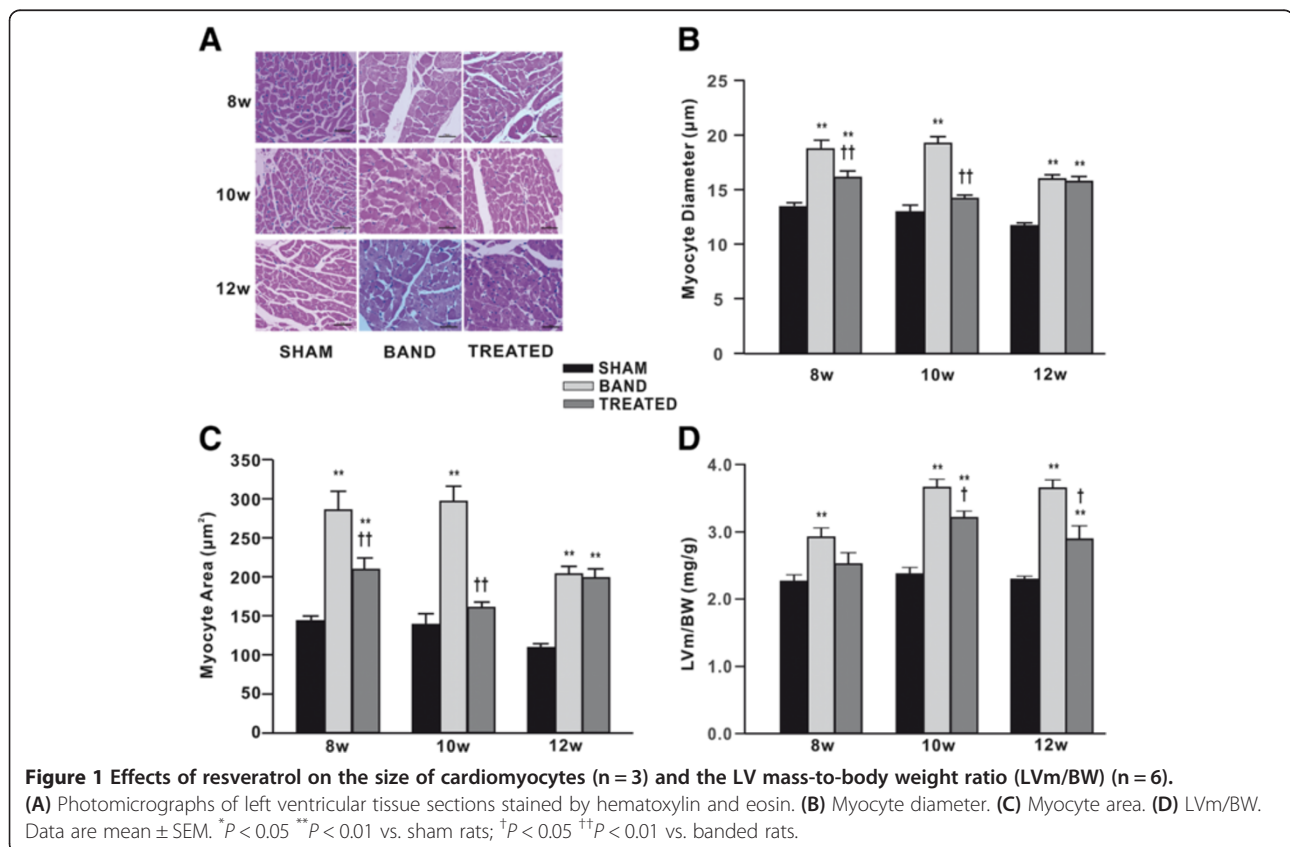 A
8w
10w
12w
SHAM BAND TREATED
SHAM
BAND
TREATED
B
Myocyte Diameter (μm)
25
20
15
10
5
0
** ** †† ** †† ** **
8w 10w 12w
C
Myocyte Area (μm²)
350
300
250
200
150
100
50
0
** ** †† ** †† ** **
8w 10w 12w
D
LVm/BW (mg/g)
4.0
3.0
2.0
1.0
0.0
** ** ** † ** † **
8w 10w 12w
Figure 1 Effects of resveratrol on the size of cardiomyocytes (n = 3) and the LV mass-to-body weight ratio (LVm/BW) (n = 6).
(A) Photomicrographs of left ventricular tissue sections stained by hematoxylin and eosin. (B) Myocyte diameter. (C) Myocyte area. (D) LVm/BW.
Data are mean ± SEM. *P < 0.05 **P < 0.01 vs. sham rats; †P < 0.05 ††P < 0.01 vs. banded rats.